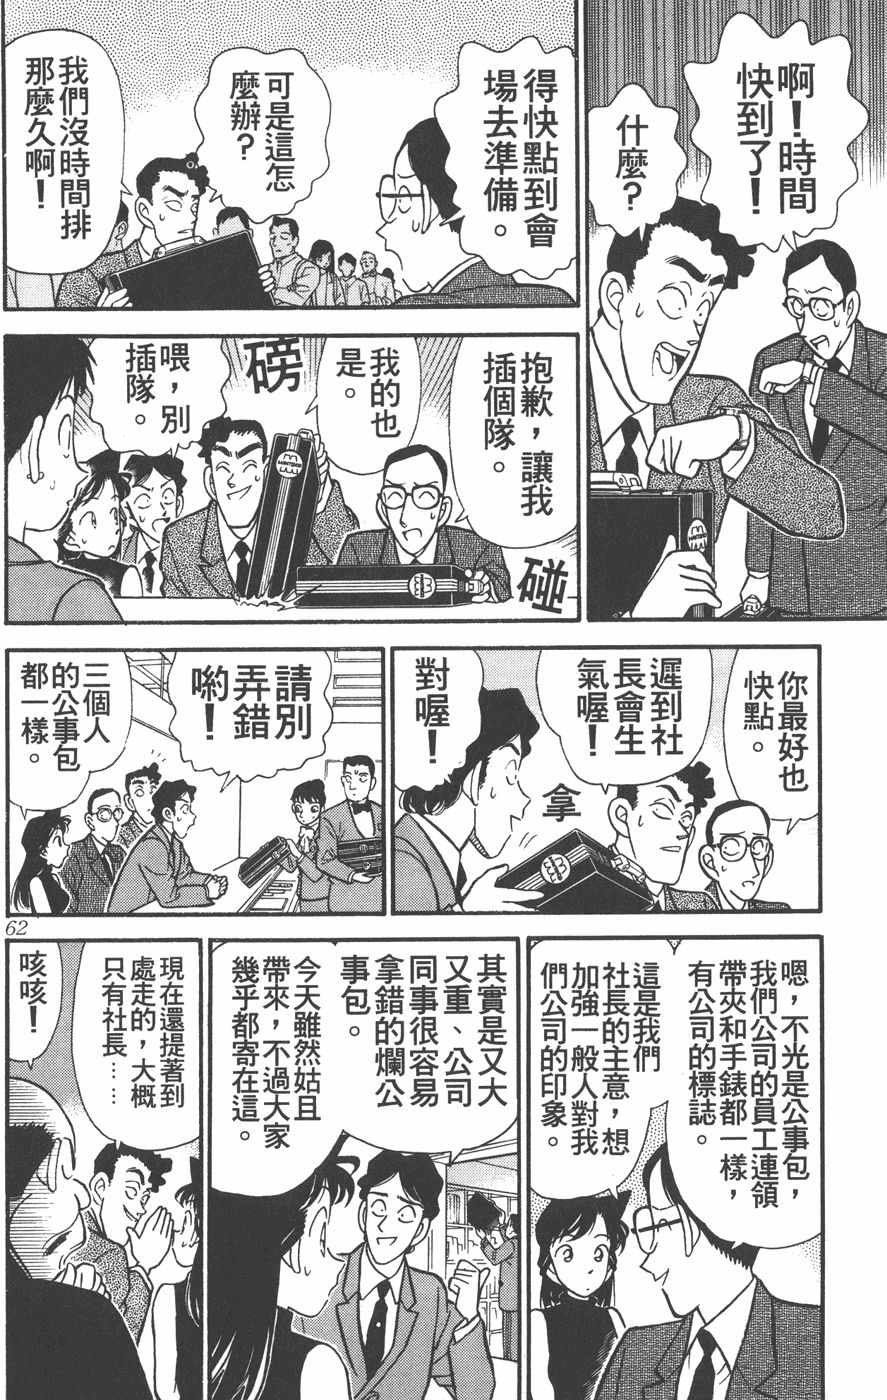 啊！時間
快到了！
什麼？
得快點到會
場去準備。
可是這怎
麼辦？
我們沒時間排
那麼久啊！
抱歉，讓我
插個隊。
碰
我的也
是。
磅
喂，別
插隊。
你最好也
快點。
遲到社
長會生
氣喔！
拿
對喔！
請別
弄錯
喲！
三個人
的公事包
都一樣。
62
嗯，不光是公事包，
我們公司的員工連領
帶夾和手錶都一樣，
有公司的標誌。
這是我們
社長的主意，想
加強一般人對我
們公司的印象。
其實是又大
又重、公司
同事很容易
拿錯的爛公
事包。
今天雖然姑且
帶來，不過大家
幾乎都寄在這。
現在還提著到
處走的，大概
只有社長……
咳咳！